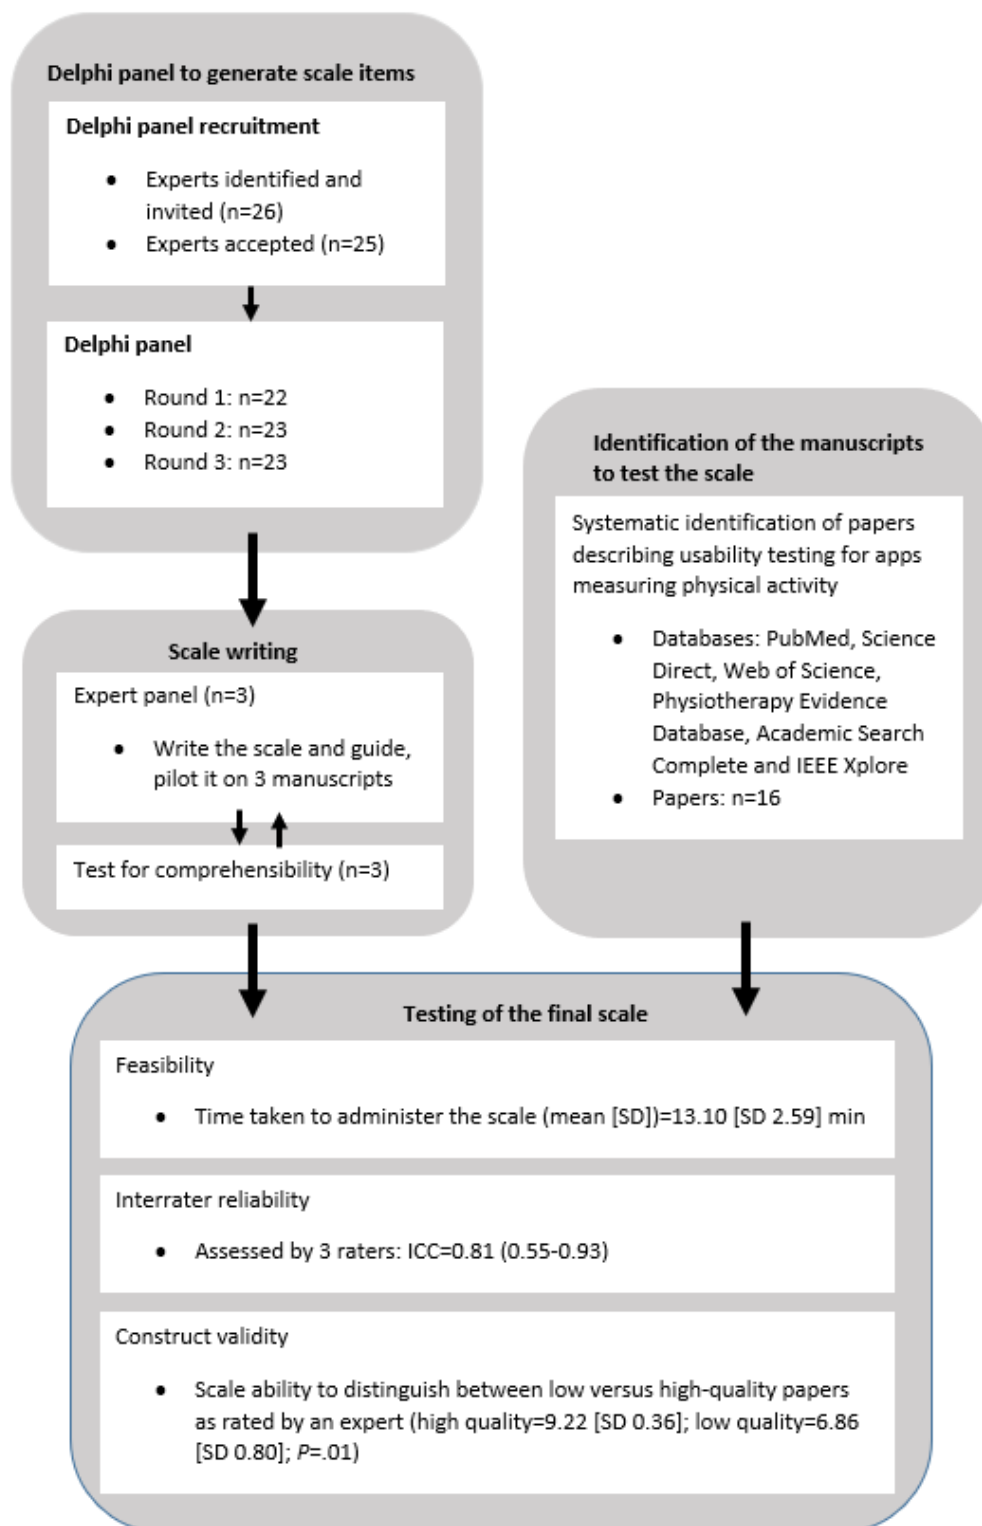 Delphi panel to generate scale items
Delphi panel recruitment
• Experts identified and
invited (n=26)
• Experts accepted (n=25)
Delphi panel
• Round 1: n=22
• Round 2: n=23
• Round 3: n=23
Scale writing
Expert panel (n=3)
• Write the scale and guide,
pilot it on 3 manuscripts
Test for comprehensibility (n=3)
Identification of the manuscripts
to test the scale
Systematic identification of papers
describing usability testing for apps
measuring physical activity
• Databases: PubMed, Science
Direct, Web of Science,
Physiotherapy Evidence
Database, Academic Search
Complete and IEEE Xplore
• Papers: n=16
Testing of the final scale
Feasibility
• Time taken to administer the scale (mean [SD])=13.10 [SD 2.59] min
Interrater reliability
• Assessed by 3 raters: ICC=0.81 (0.55-0.93)
Construct validity
• Scale ability to distinguish between low versus high-quality papers
as rated by an expert (high quality=9.22 [SD 0.36]; low quality=6.86
[SD 0.80]; P=.01)